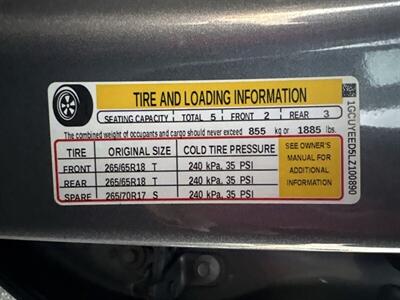 TIRE AND LOADING INFORMATION
SEATING CAPACITY TOTAL 5 FRONT 2 REAR 3
The combined weight of occupants and cargo should never exceed 855 kg or 1885 lbs.
TIRE ORIGINAL SIZE COLD TIRE PRESSURE
FRONT 265/65R18 T 240 kPa, 35 PSI
REAR 265/65R18 T 240 kPa, 35 PSI
SPARE 265/70R17 S 240 kPa, 35 PSI
SEE OWNER'S
MANUAL FOR
ADDITIONAL
INFORMATION
1GCUYEED5LZ100890